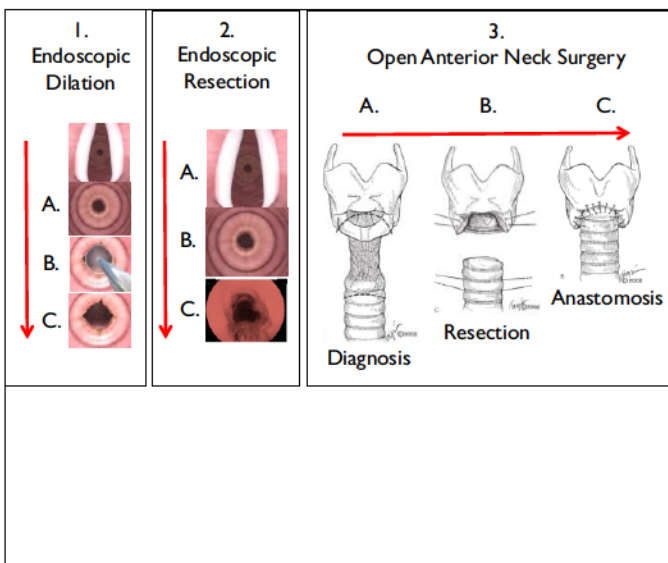 1.
Endoscopic
Dilation
A.
B.
C.
2.
Endoscopic
Resection
A.
B.
C.
3.
Open Anterior Neck Surgery
A.
B.
C.
Diagnosis
Resection
Anastomosis